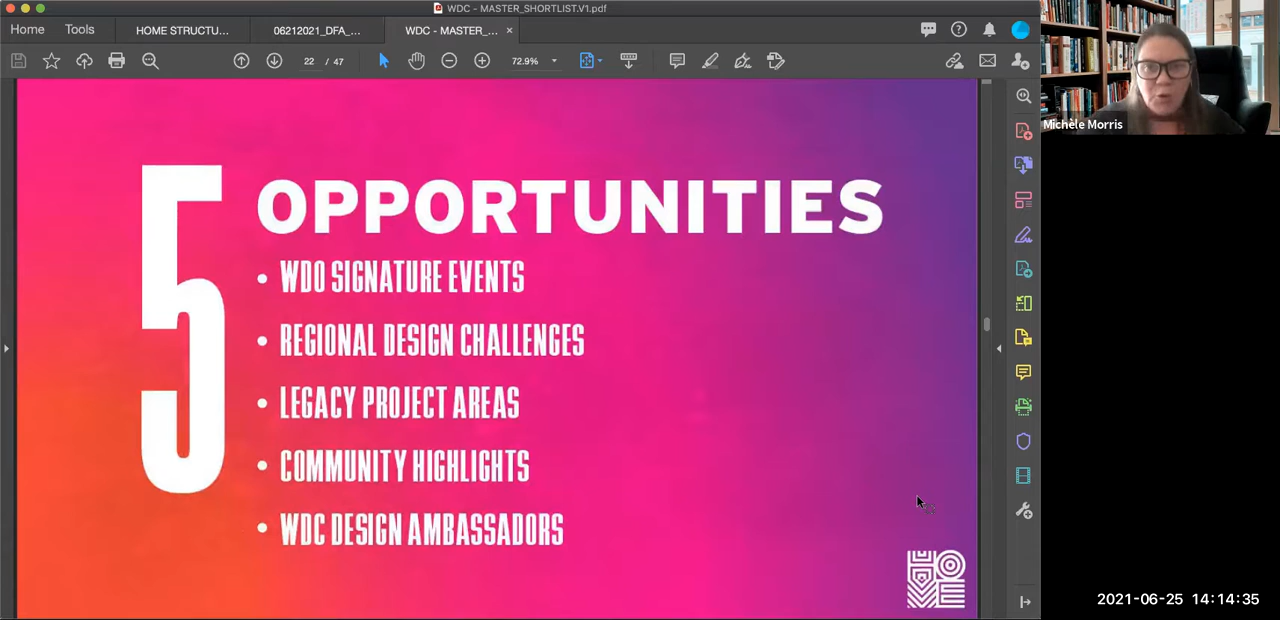 WDC - MASTER_SHORTLIST.V1.pdf
Home
Tools
HOME STRUCTU...
06212021_DFA_...
WDC - MASTER_...
22 / 47
72.9%
Michèle Morris
5 OPPORTUNITIES
• WDO SIGNATURE EVENTS
• REGIONAL DESIGN CHALLENGES
• LEGACY PROJECT AREAS
• COMMUNITY HIGHLIGHTS
• WDC DESIGN AMBASSADORS
HOME
2021-06-25 14:14:35